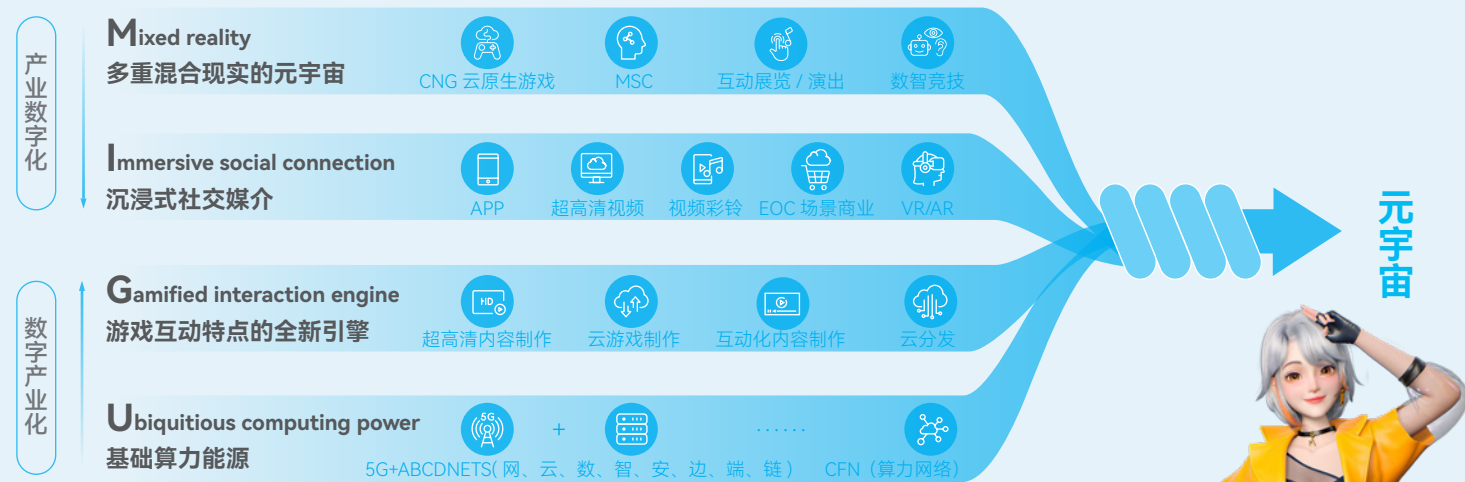 产业数字化
Mixed reality
多重混合现实的元宇宙
CNG 云原生游戏
MSC
互动展览 / 演出
数智竞技
Immersive social connection
沉浸式社交媒介
APP
超高清视频
视频彩铃
EOC 场景商业
VR/AR
元宇宙
数字产业化
Gamified interaction engine
游戏互动特点的全新引擎
HD
超高清内容制作
云游戏制作
互动化内容制作
云分发
Ubiquitious computing power
基础算力能源
5G
+
······
5G+ABCDNETS( 网、云、数、智、安、边、端、链 )
CFN（算力网络）